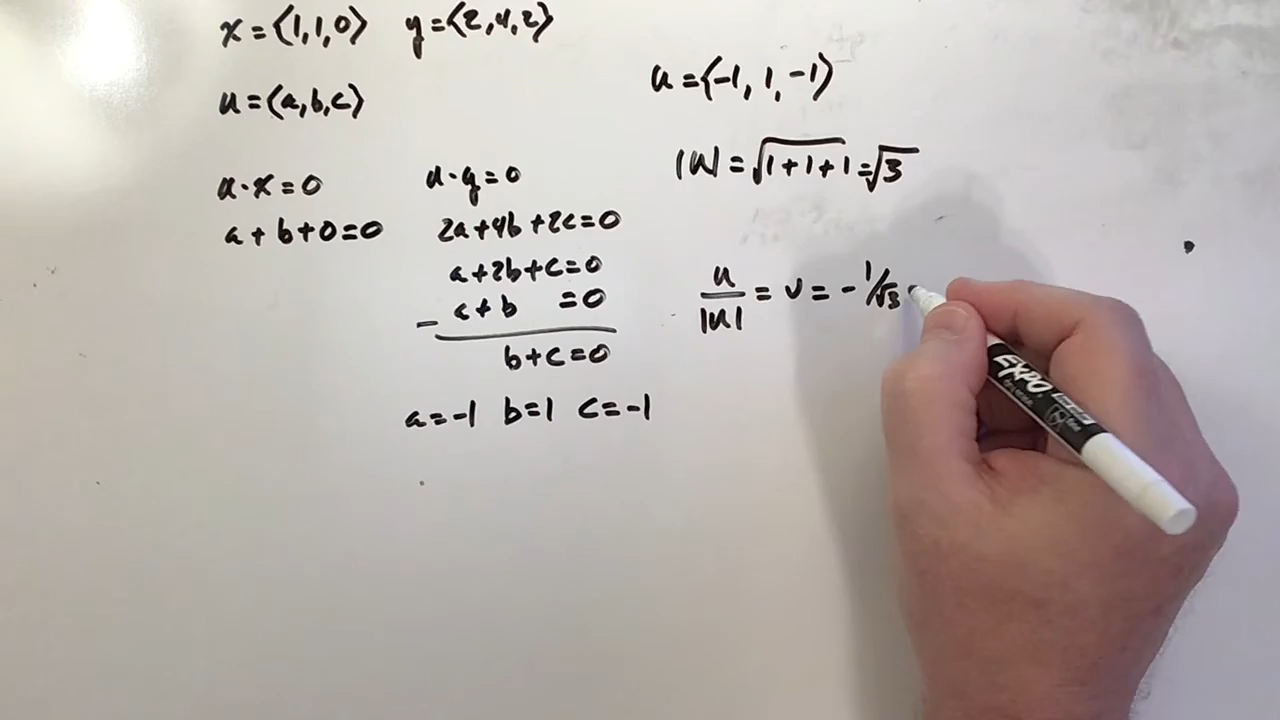 x = ⟨1,1,0⟩ y = ⟨2,4,2⟩
u = ⟨a,b,c⟩
u·x = 0
a + b + 0 = 0
u·y = 0
2a + 4b + 2c = 0
a + 2b + c = 0
- a + b = 0
b + c = 0
a = -1 b = 1 c = -1
u = ⟨-1, 1, -1⟩
|u| = √1+1+1 = √3
u/|u| = v = - 1/√3
EXPO